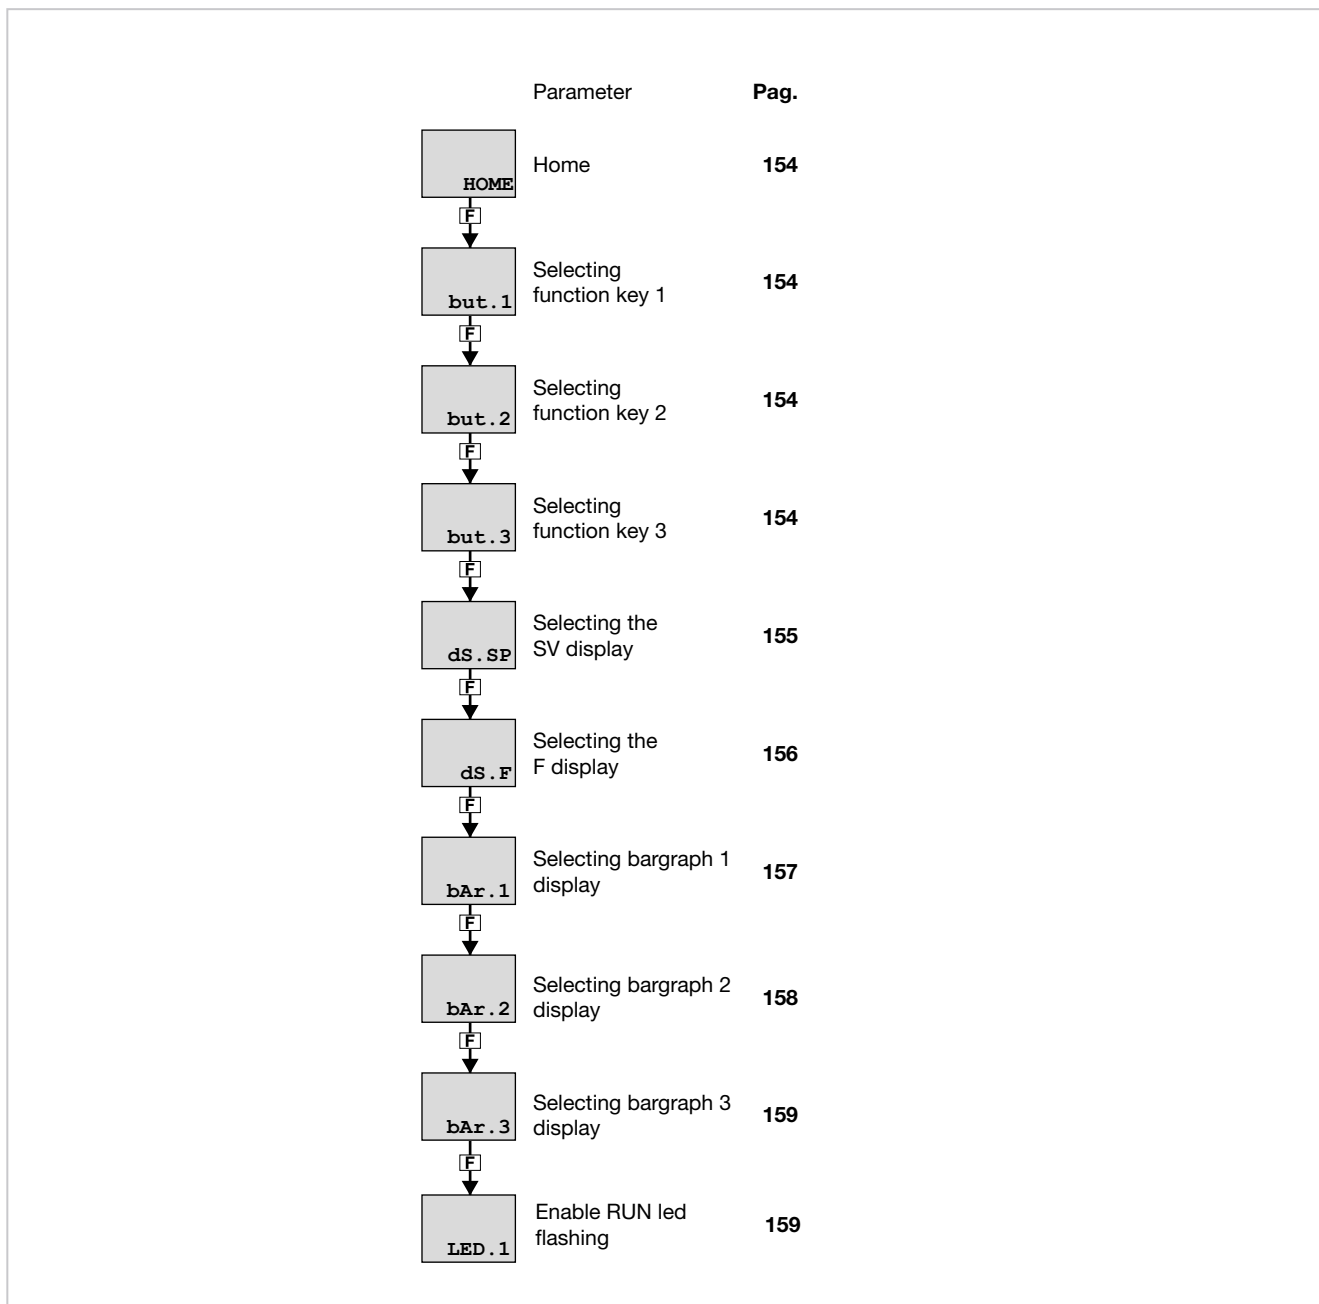 Parameter Pag.
HOME
Home 154
F
but.1
Selecting
function key 1
154
F
but.2
Selecting
function key 2
154
F
but.3
Selecting
function key 3
154
F
dS.SP
Selecting the
SV display
155
F
dS.F
Selecting the
F display
156
F
bAr.1
Selecting bargraph 1
display
157
F
bAr.2
Selecting bargraph 2
display
158
F
bAr.3
Selecting bargraph 3
display
159
F
LED.1
Enable RUN led
flashing
159